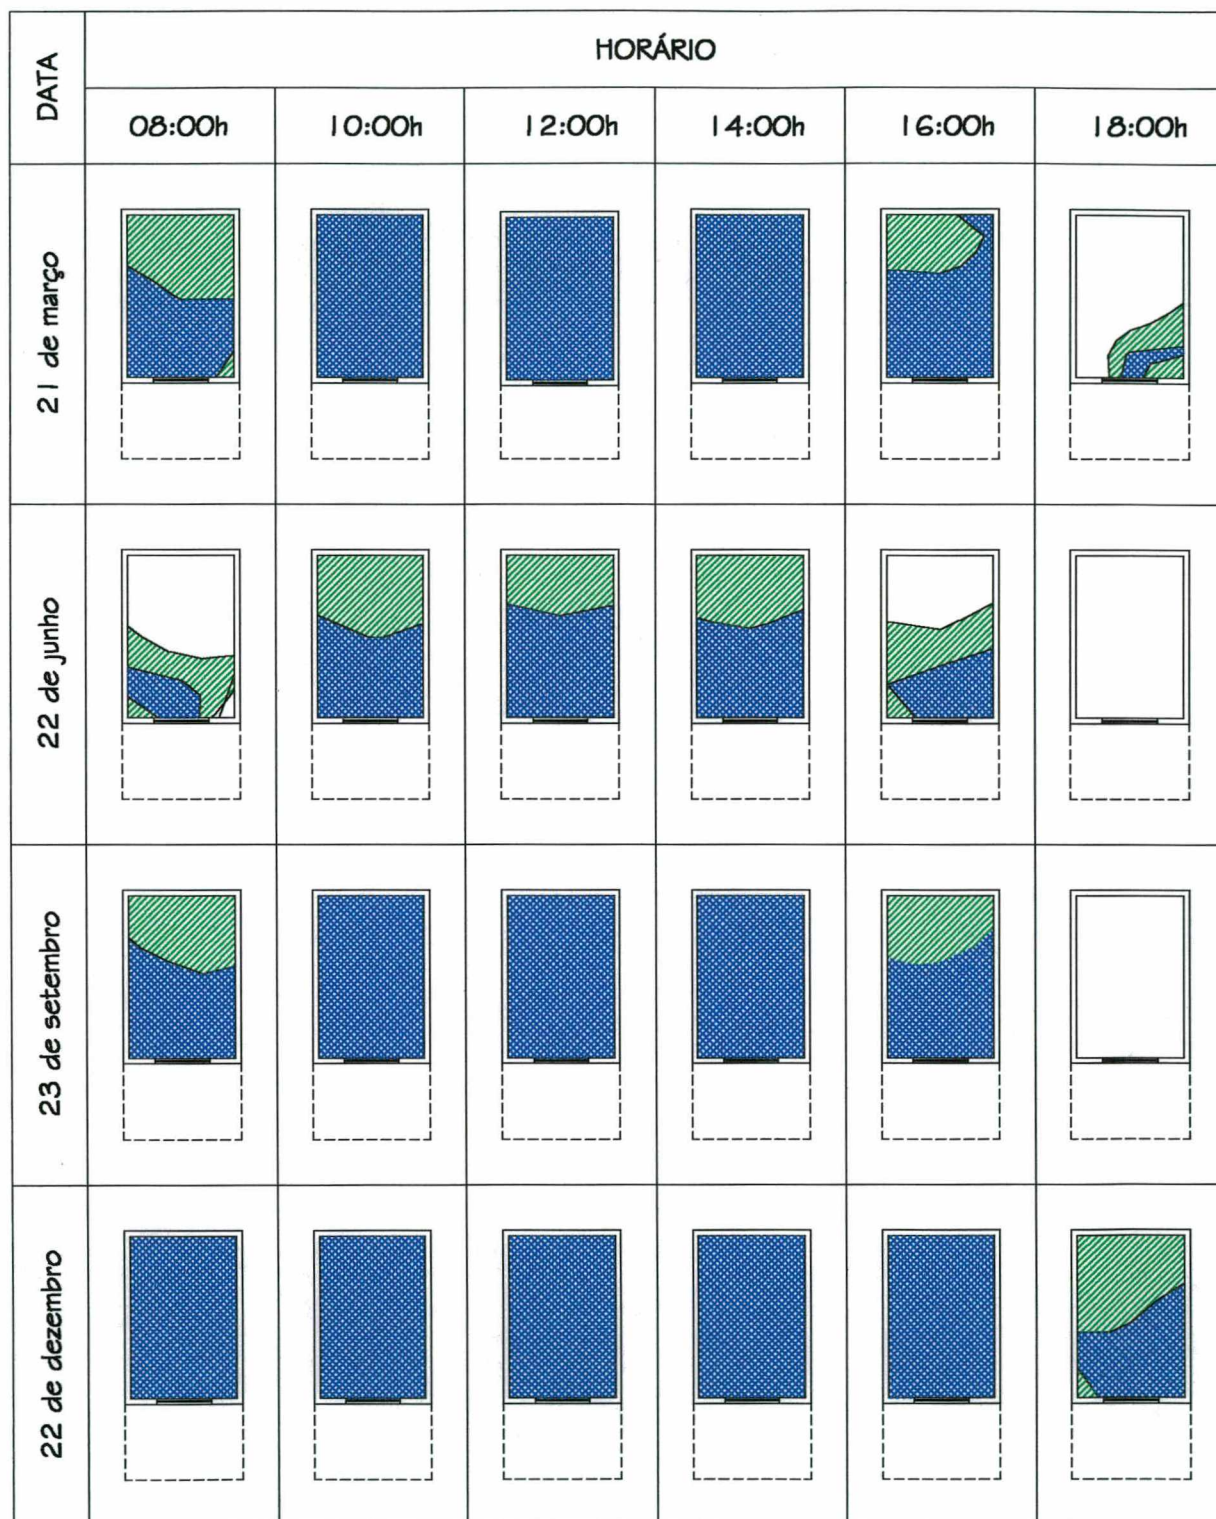 DATA
HORÁRIO
08:00h
10:00h
12:00h
14:00h
16:00h
18:00h
21 de março
22 de junho
23 de setembro
22 de dezembro